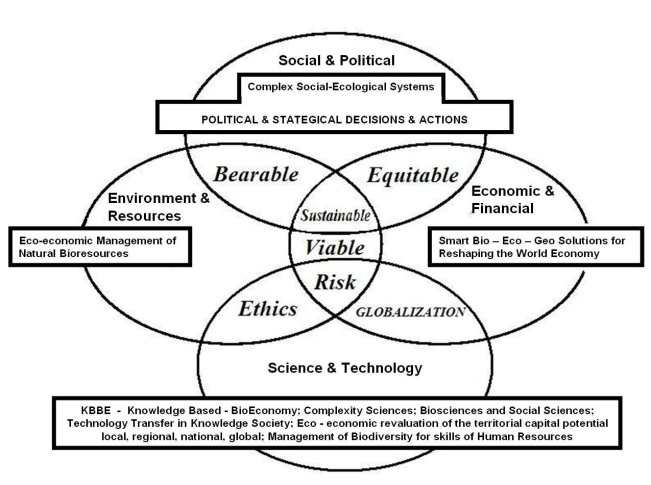 Social & Political
Complex Social-Ecological Systems
POLITICAL & STATEGICAL DECISIONS & ACTIONS
Bearable
Equitable
Environment &
Resources
Economic &
Financial
Sustainable
Eco-economic Management of
Natural Bioresources
Viable
Smart Bio – Eco – Geo Solutions for
Reshaping the World Economy
Risk
Ethics
GLOBALIZATION
Science & Technology
KBBE - Knowledge Based - BioEconomy; Complexity Sciences; Biosciences and Social Sciences;
Technology Transfer in Knowledge Society; Eco - economic revaluation of the territorial capital potential
local, regional, national, global; Management of Biodiversity for skills of Human Resources